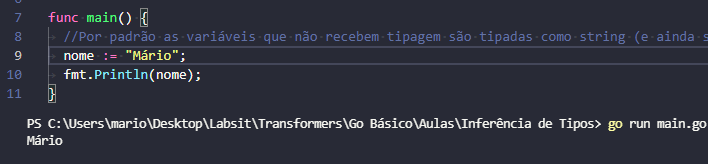 7 func main() {
8 //Por padrão as variáveis que não recebem tipagem são tipadas como string (e ainda
9 nome := "Mário";
10 fmt.Println(nome);
11 }
PS C:\Users\mario\Desktop\Labsit\Transformers\Go Básico\Aulas\Inferência de Tipos> go run main.go
Mário